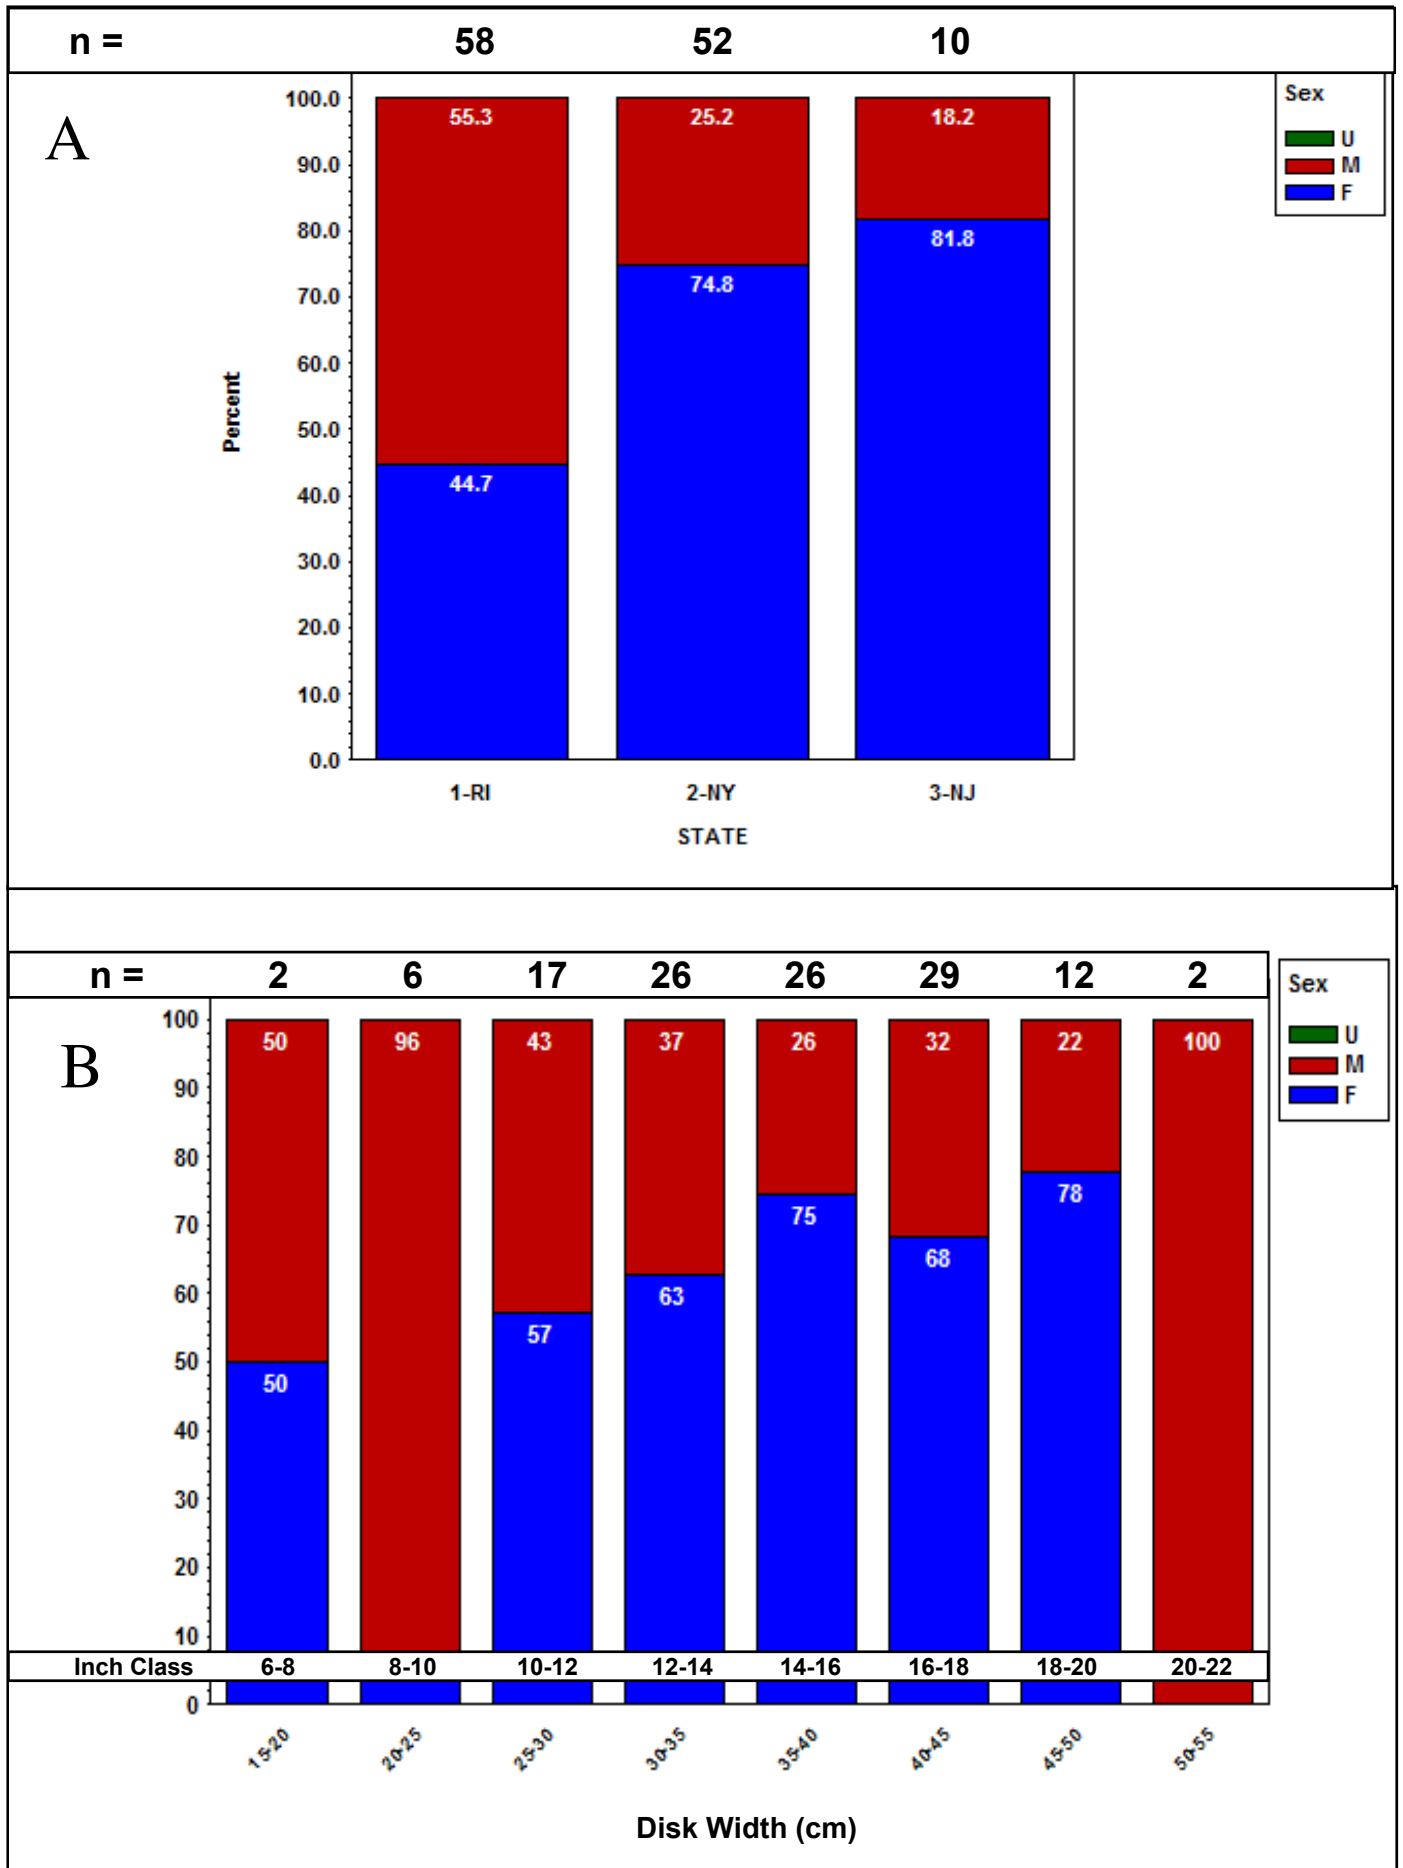 n = 58 52 10
A
Sex
U
M
F
100.0
90.0
80.0
70.0
60.0
50.0
40.0
30.0
20.0
10.0
0.0
Percent
55.3 25.2 18.2
44.7 74.8 81.8
1-RI 2-NY 3-NJ
STATE
n = 2 6 17 26 26 29 12 2
B
Sex
U
M
F
100
90
80
70
60
50
40
30
20
10
0
50 96 43 37 26 32 22 100
50 57 63 75 68 78
Inch Class 6-8 8-10 10-12 12-14 14-16 16-18 18-20 20-22
15-20 20-25 25-30 30-35 35-40 40-45 45-50 50-55
Disk Width (cm)